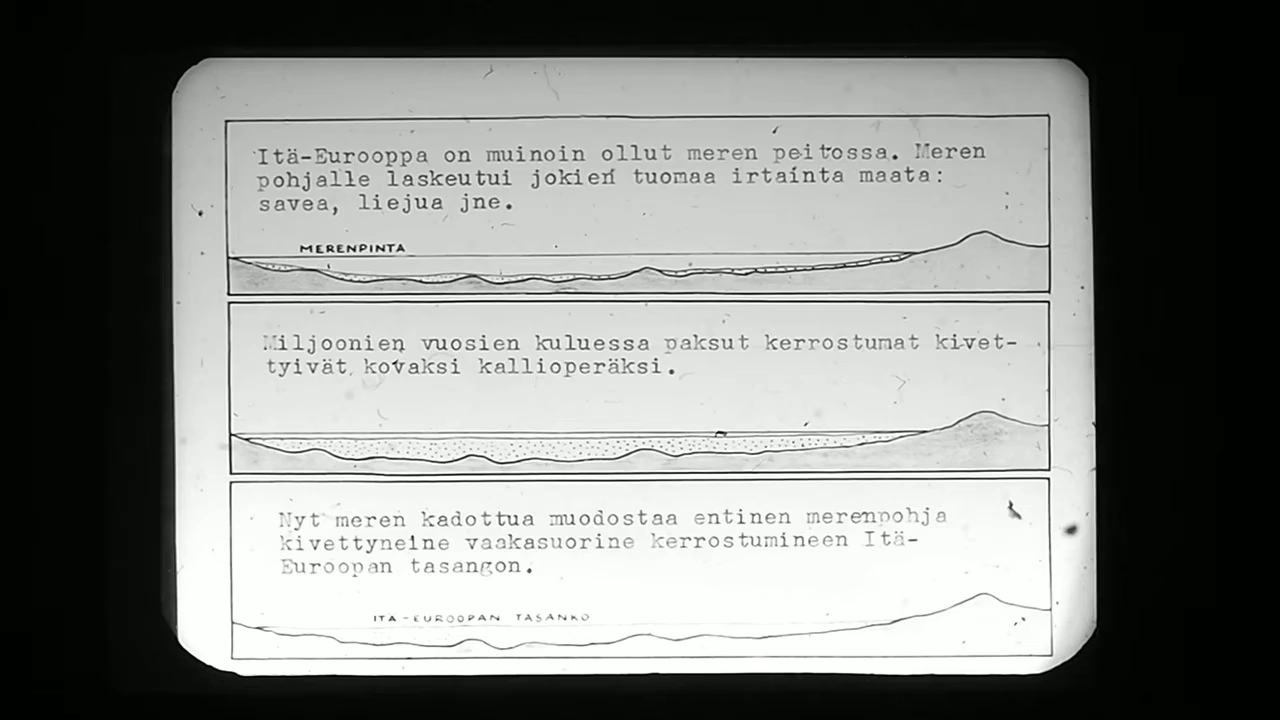 Itä-Eurooppa on muinoin ollut meren peitossa. Meren
pohjalle laskeutui jokien tuomaa irtainta maata:
savea, liejua jne.
MERENPINTA
Miljoonien vuosien kuluessa paksut kerrostumat kivet-
tyivät kovaksi kallioperäksi.
Nyt meren kadottua muodostaa entinen merenpohja
kivettyneine vaakasuorine kerrostumineen Itä-
Euroopan tasangon.
ITÄ-EUROOPAN TASANKO